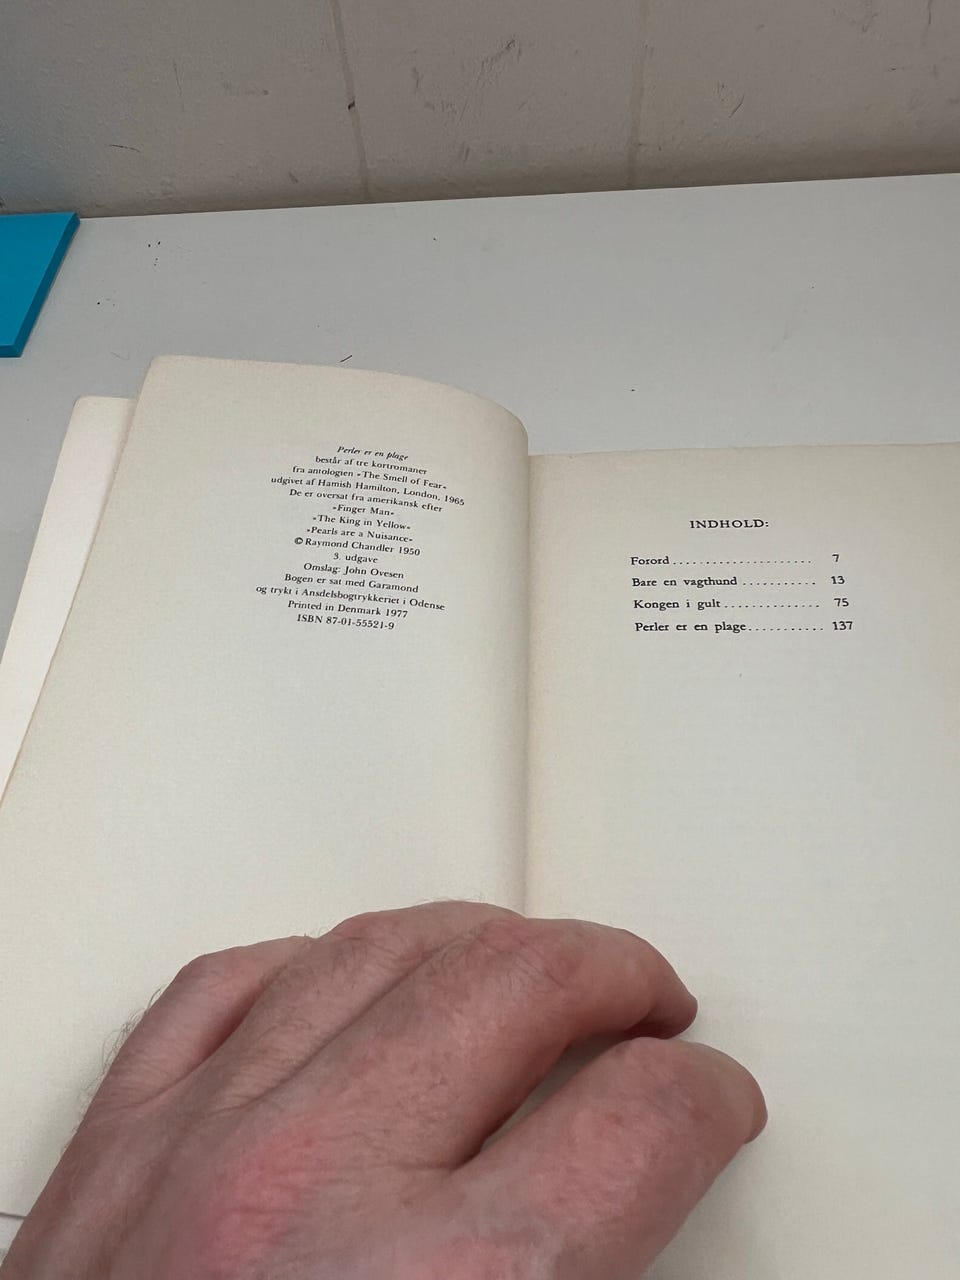 Perler er en plage
består af tre kortromaner
fra antologien »The Smell of Fear«
udgivet af Hamish Hamilton, London, 1965
De er oversat fra amerikansk efter
»Finger Man«
»The King in Yellow«
»Pearls are a Nuisance«
© Raymond Chandler 1950
3. udgave
Omslag: John Ovesen
Bogen er sat med Garamond
og trykt i Ansdelsbogtrykkeriet i Odense
Printed in Denmark 1977
ISBN 87-01-55521-9
INDHOLD:
Forord ...................... 7
Bare en vagthund ........... 13
Kongen i gult .............. 75
Perler er en plage ........... 137